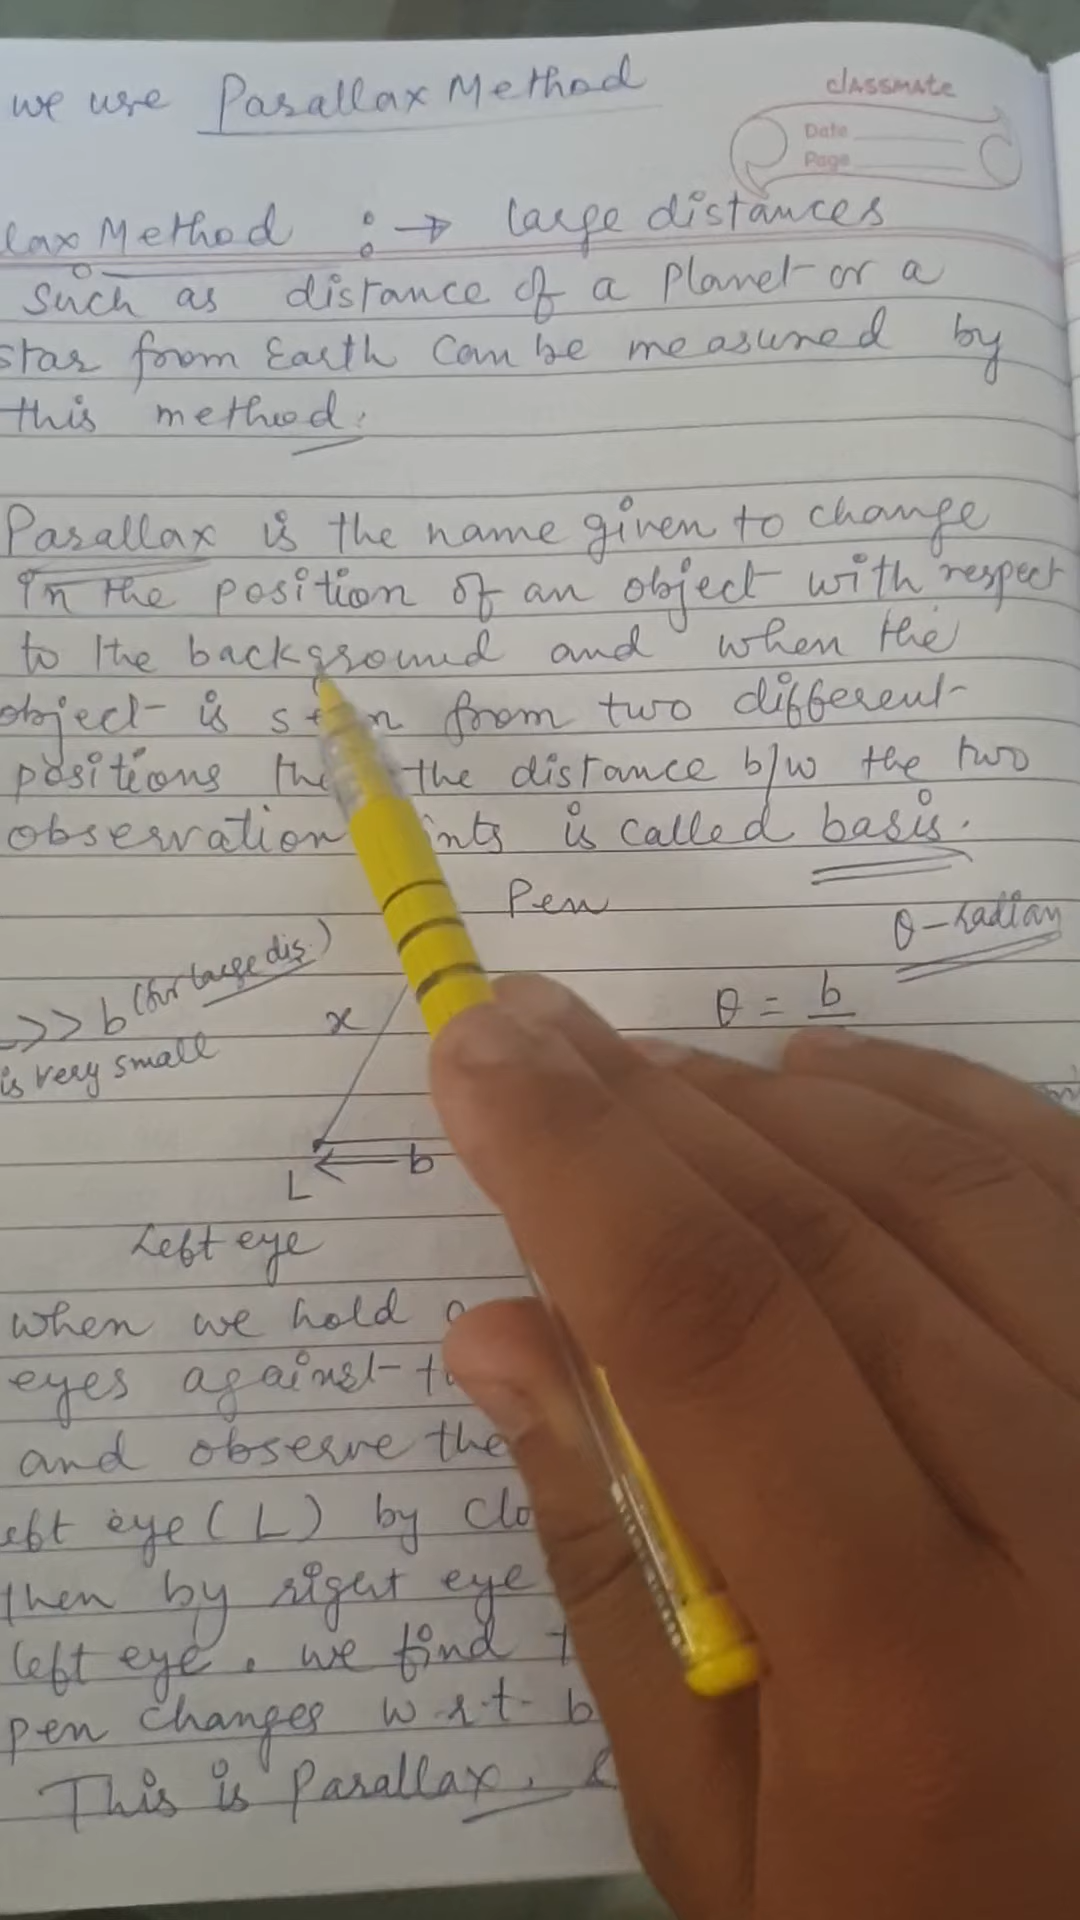 we use Parallax Method
classmate
Date
Page
lax Method :→ large distances
such as distance of a Planet or a
star from Earth can be measured by
this method.
Parallax is the name given to change
in the position of an object with respect
to the background and when the
object is seen from two different
positions the the distance b/w the two
observation ints is called basis.
Pen
θ - radian
>> b (for large dis.)
θ = b
x
is very small
b
L
Left eye
when we hold a
eyes against
and observe the
eft eye (L) by clo
then by right eye
left eye. we find t
pen changes w.r.t. b
This is Parallax. &